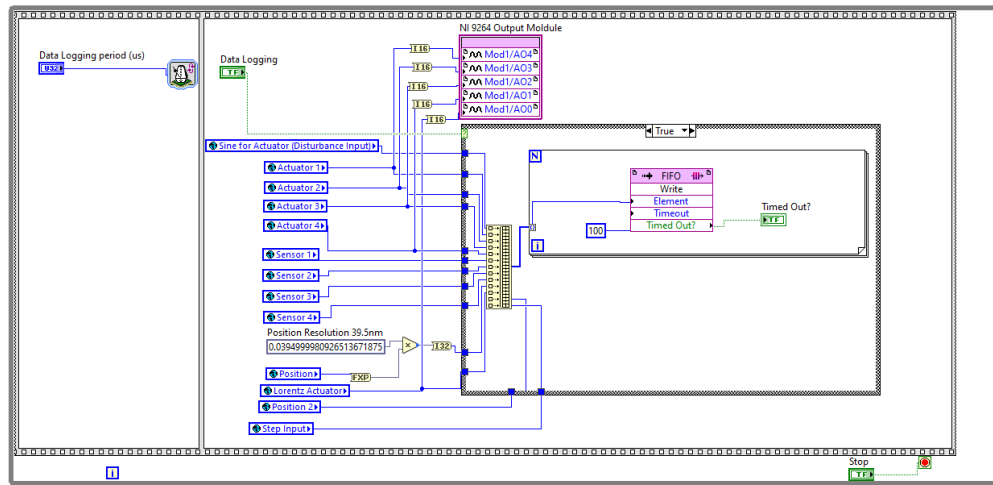 NI 9264 Output Moldule
Data Logging period (us)
U32
Data Logging
TF
I16
I16
I16
I16
I16
Mod1/AO4
Mod1/AO3
Mod1/AO2
Mod1/AO1
Mod1/AO0
True
Sine for Actuator (Disturbance Input)
Actuator 1
Actuator 2
Actuator 3
Actuator 4
Sensor 1
Sensor 2
Sensor 3
Sensor 4
N
FIFO
Write
Element
Timeout
Timed Out?
100
i
Timed Out?
TF
Position Resolution 39.5nm
0.0394999980926513671875
I32
Position
FXP
Lorentz Actuator
Position 2
Step Input
i
Stop
TF